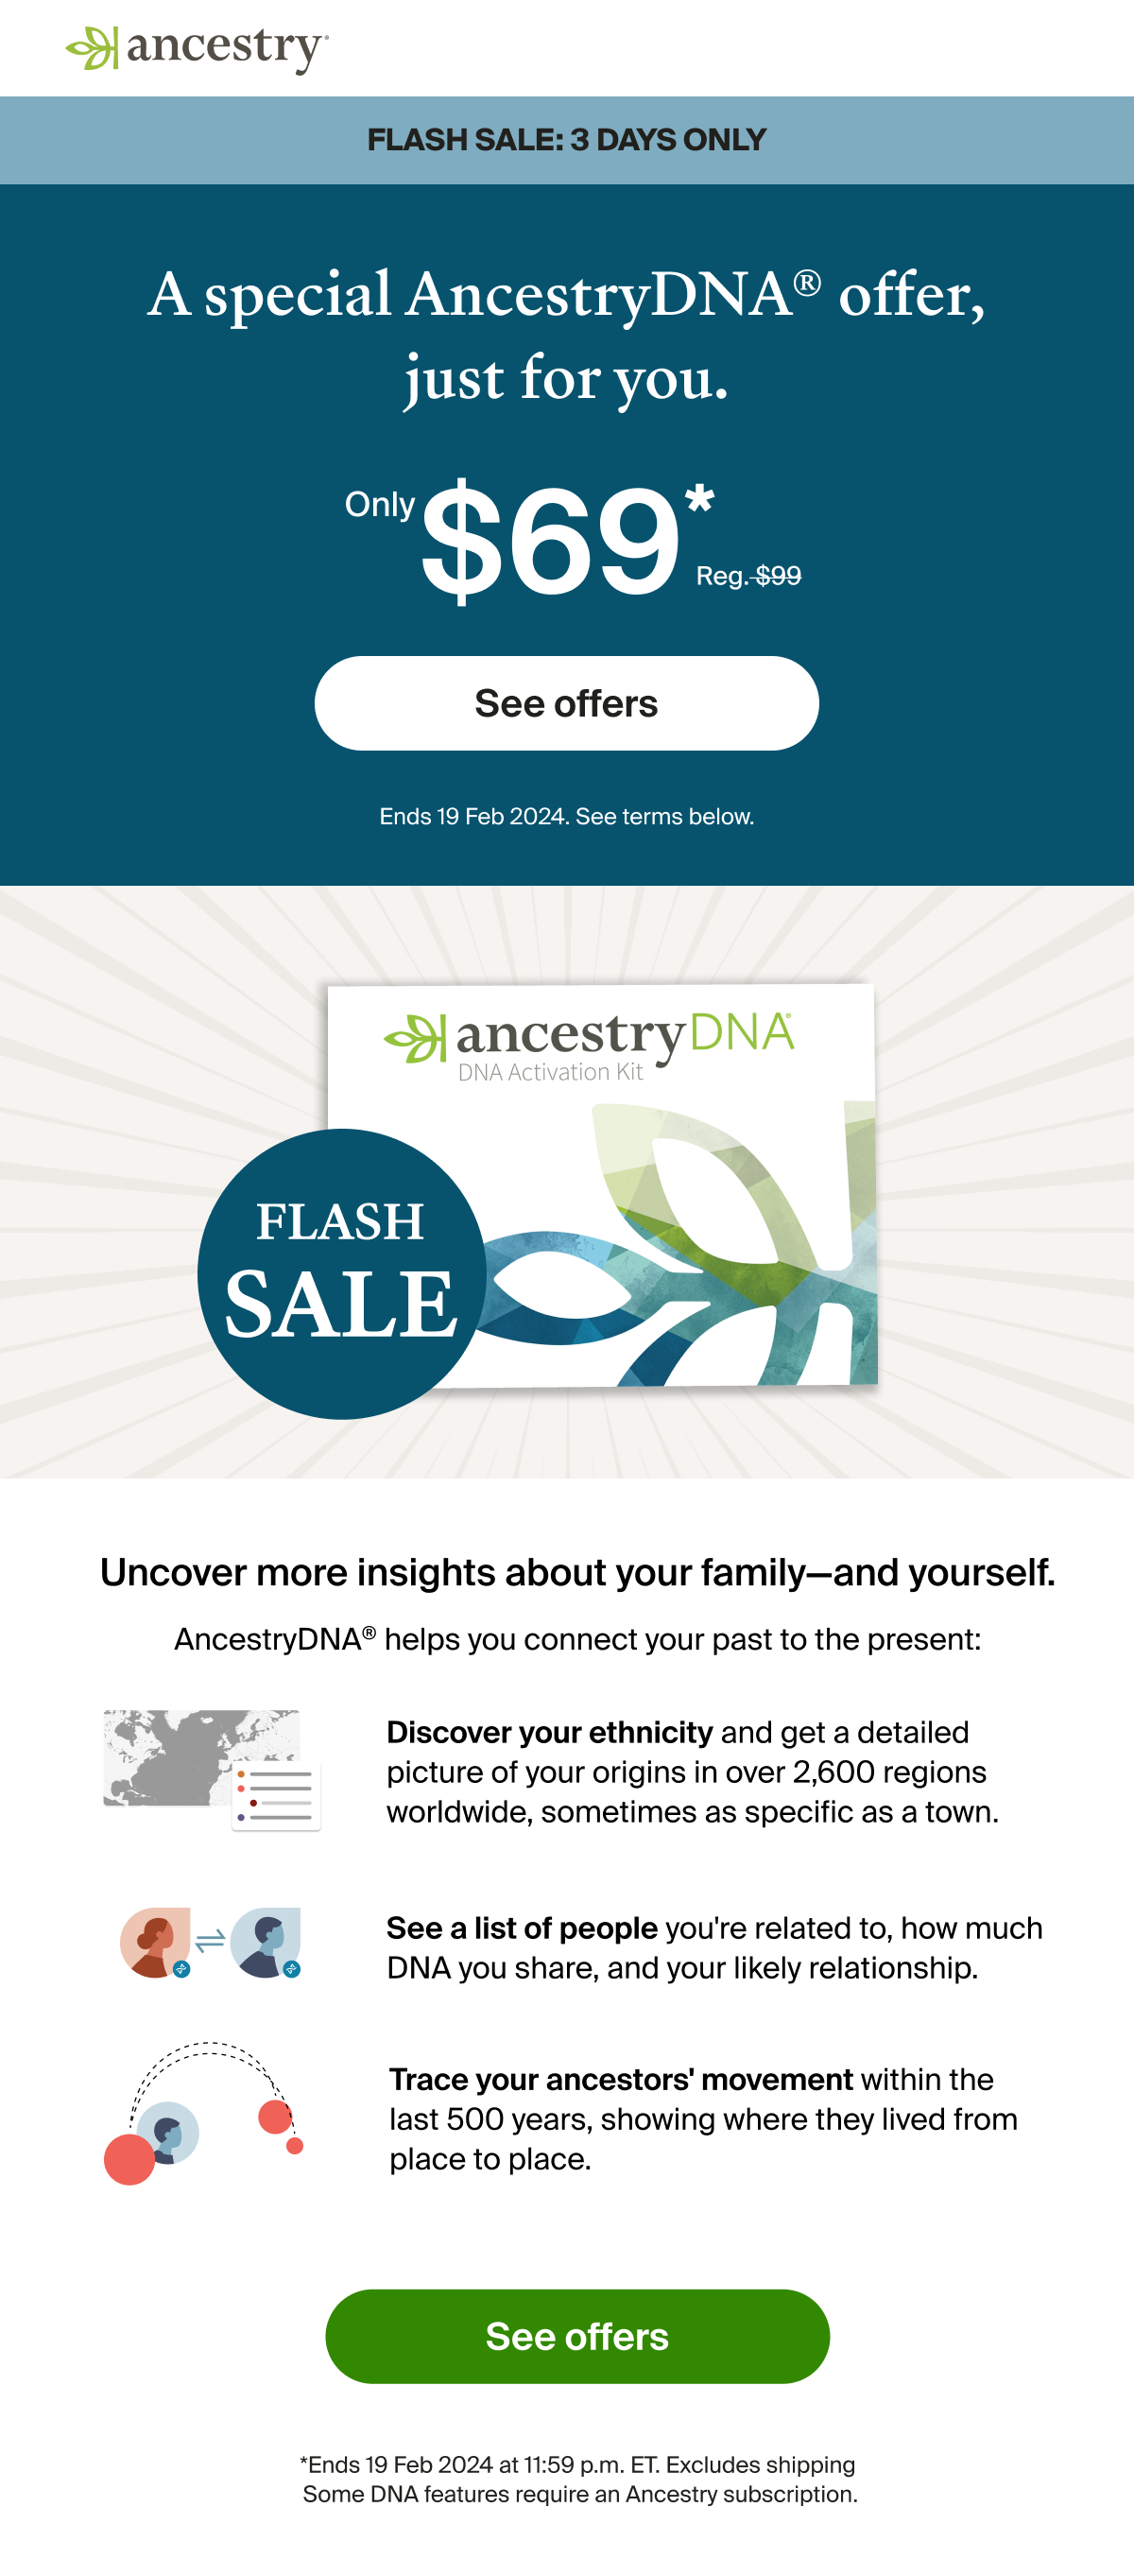 ancestry®
FLASH SALE: 3 DAYS ONLY
A special AncestryDNA® offer,
just for you.
Only $69*
Reg. $99
See offers
Ends 19 Feb 2024. See terms below.
ancestryDNA®
DNA Activation Kit
FLASH
SALE
Uncover more insights about your family—and yourself.
AncestryDNA® helps you connect your past to the present:
Discover your ethnicity and get a detailed
picture of your origins in over 2,600 regions
worldwide, sometimes as specific as a town.
See a list of people you're related to, how much
DNA you share, and your likely relationship.
Trace your ancestors' movement within the
last 500 years, showing where they lived from
place to place.
See offers
*Ends 19 Feb 2024 at 11:59 p.m. ET. Excludes shipping
Some DNA features require an Ancestry subscription.